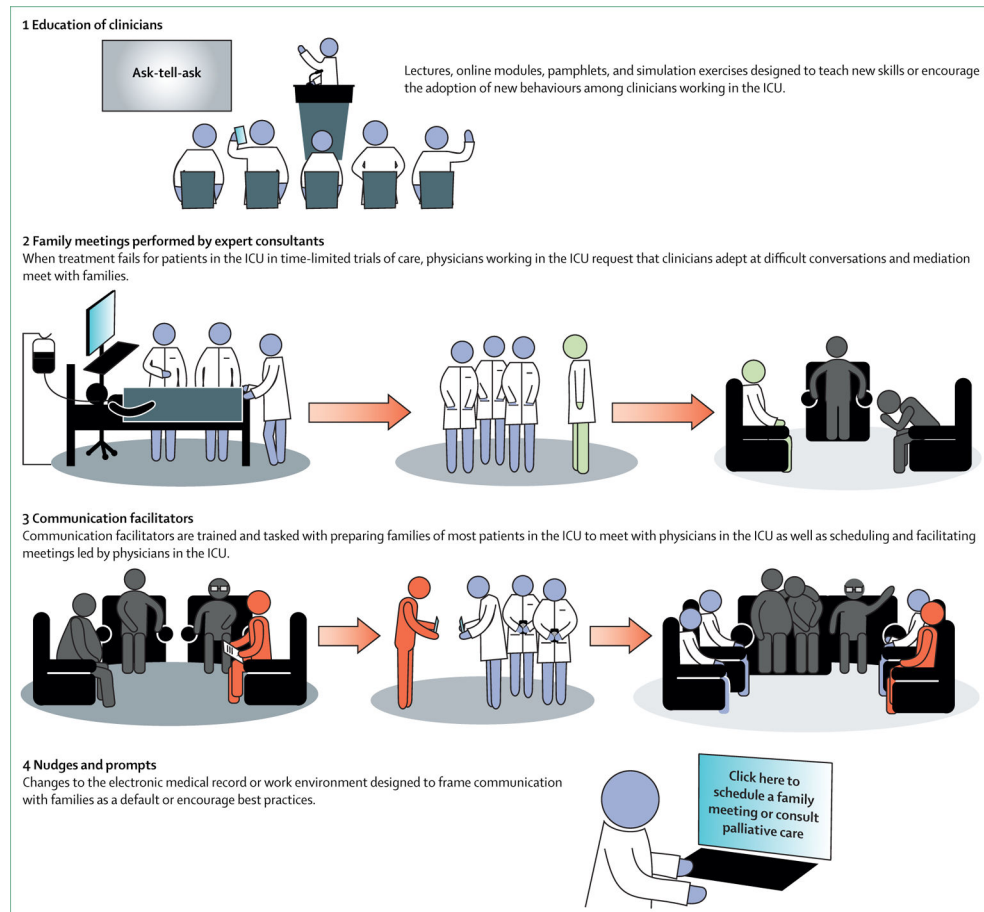 1 Education of clinicians
Ask-tell-ask
Lectures, online modules, pamphlets, and simulation exercises designed to teach new skills or encourage
the adoption of new behaviours among clinicians working in the ICU.
2 Family meetings performed by expert consultants
When treatment fails for patients in the ICU in time-limited trials of care, physicians working in the ICU request that clinicians adept at difficult conversations and mediation
meet with families.
3 Communication facilitators
Communication facilitators are trained and tasked with preparing families of most patients in the ICU to meet with physicians in the ICU as well as scheduling and facilitating
meetings led by physicians in the ICU.
4 Nudges and prompts
Changes to the electronic medical record or work environment designed to frame communication
with families as a default or encourage best practices.
Click here to
schedule a family
meeting or consult
palliative care